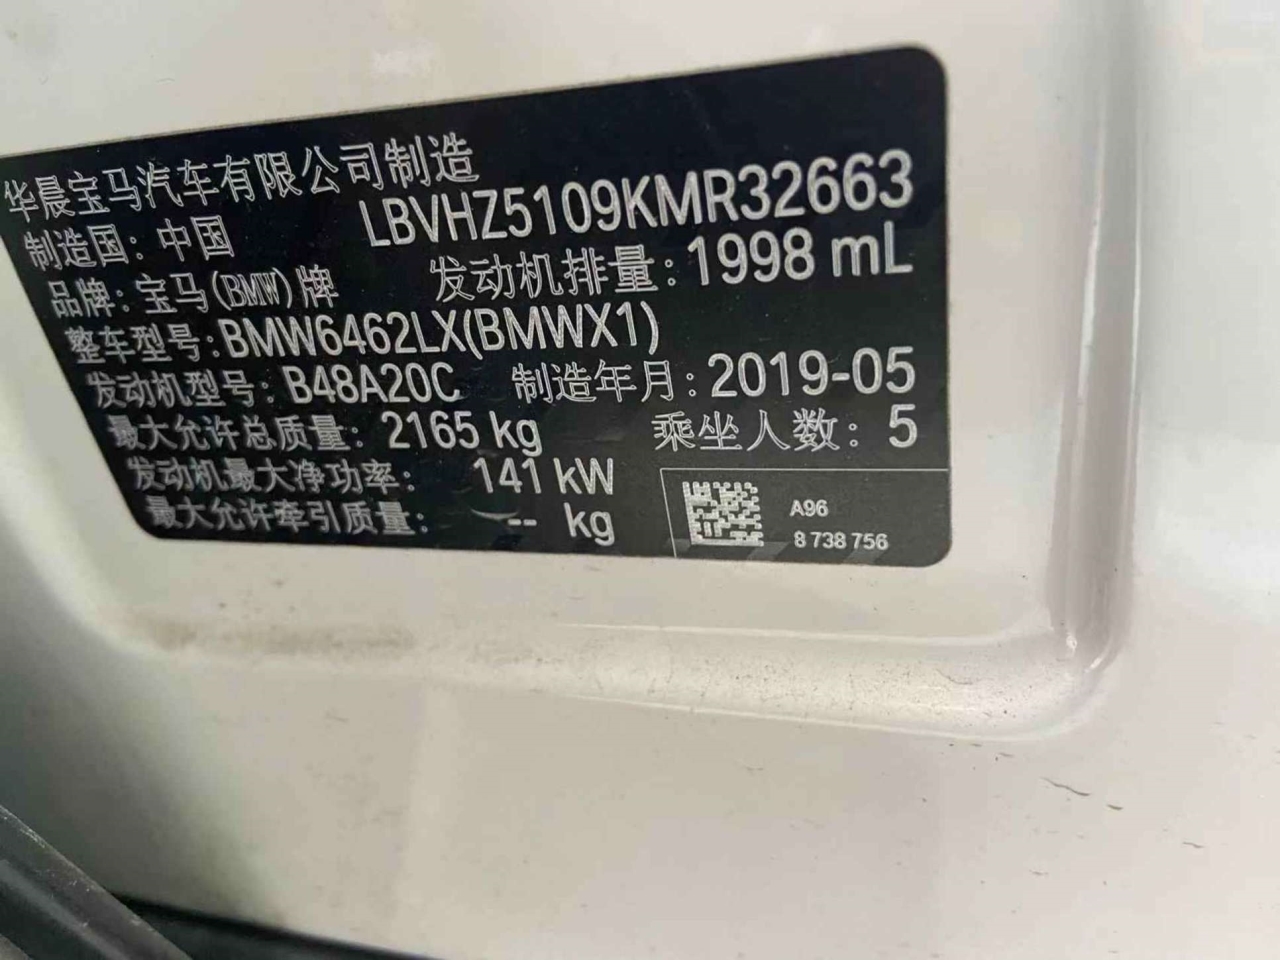 华晨宝马汽车有限公司制造
制造国：中国 LBVHZ5109KMR32663
品牌：宝马(BMW)牌 发动机排量：1998 mL
整车型号：BMW6462LX(BMWX1)
发动机型号：B48A20C 制造年月：2019-05
最大允许总质量：2165 kg 乘坐人数：5
发动机最大净功率：141 kW
最大允许牵引质量：-- kg
A96
8 738 756